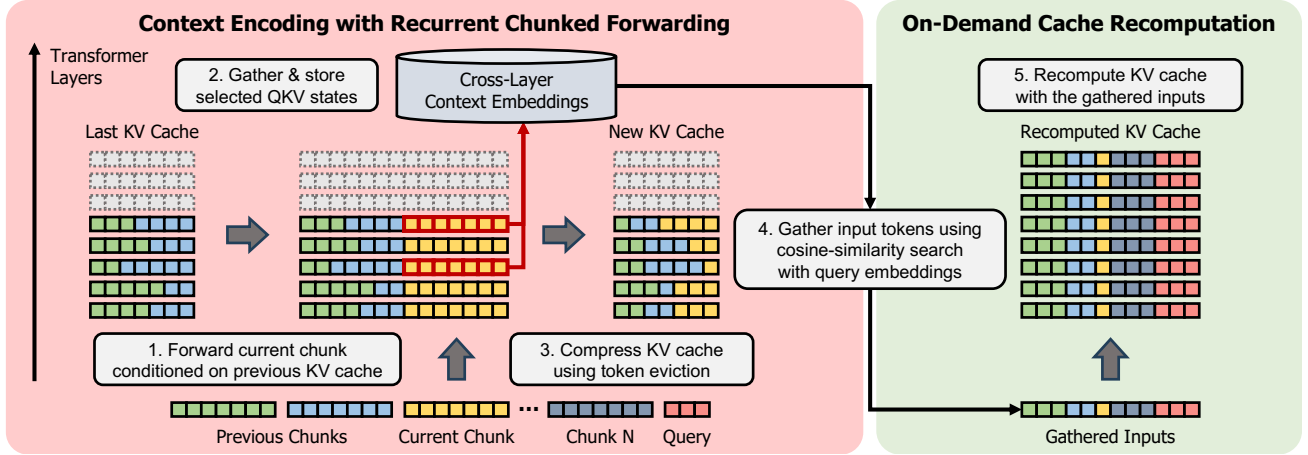 Context Encoding with Recurrent Chunked Forwarding
On-Demand Cache Recomputation
Transformer
Layers
2. Gather & store
selected QKV states
Cross-Layer
Context Embeddings
5. Recompute KV cache
with the gathered inputs
Last KV Cache
New KV Cache
Recomputed KV Cache
4. Gather input tokens using
cosine-similarity search
with query embeddings
1. Forward current chunk
conditioned on previous KV cache
3. Compress KV cache
using token eviction
...
Previous Chunks
Current Chunk
Chunk N
Query
Gathered Inputs